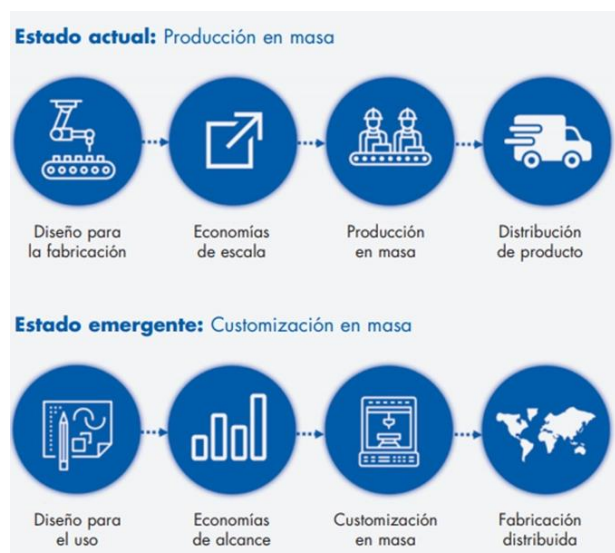 Estado actual: Producción en masa
Diseño para
la fabricación
Economías
de escala
Producción
en masa
Distribución
de producto
Estado emergente: Customización en masa
Diseño para
el uso
Economías
de alcance
Customización
en masa
Fabricación
distribuida